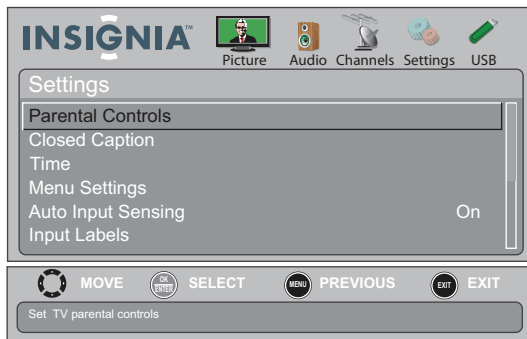 INSIGNIA™
Picture Audio Channels Settings USB
Settings
Parental Controls
Closed Caption
Time
Menu Settings
Auto Input Sensing On
Input Labels
MOVE OK ENTER SELECT MENU PREVIOUS EXIT EXIT
Set TV parental controls